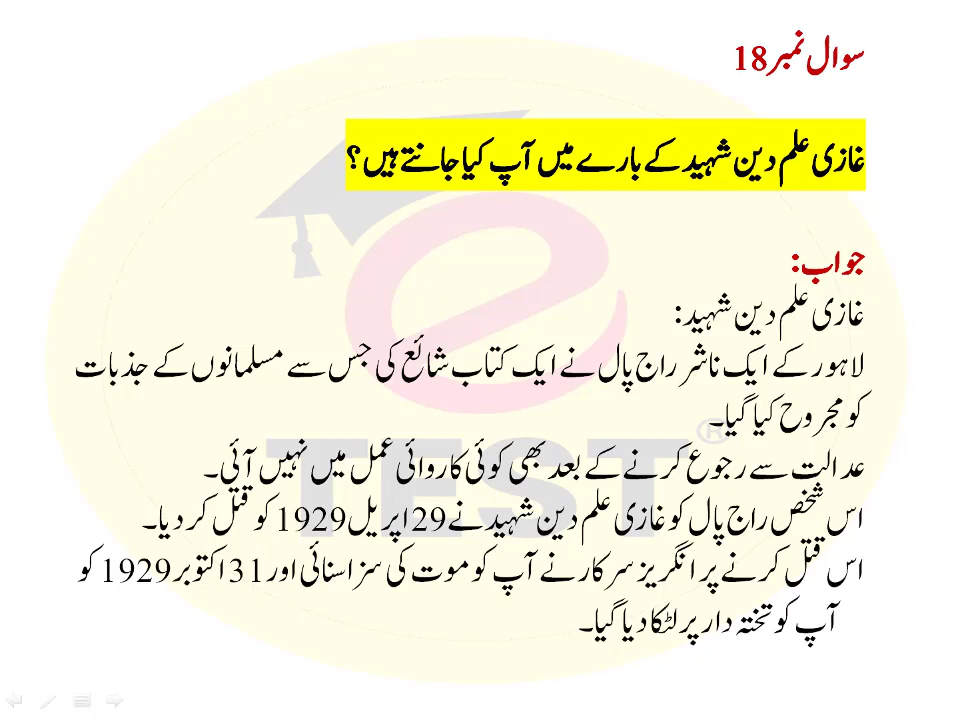 سوال نمبر 18
غازی علم دین شہید کے بارے میں آپ کیا جانتے ہیں؟
جواب:
غازی علم دین شہید:
لاہور کے ایک ناشر راج پال نے ایک کتاب شائع کی جس سے مسلمانوں کے جذبات
کو مجروح کیا گیا۔
عدالت سے رجوع کرنے کے بعد بھی کوئی کاروائی عمل میں نہیں آئی۔
اس شخص راج پال کو غازی علم دین شہید نے 29 اپریل 1929 کو قتل کر دیا۔
اس قتل کرنے پر انگریز سرکار نے آپ کو موت کی سزا سنائی اور 31 اکتوبر 1929 کو
آپ کو تختہ دار پر لٹکا دیا گیا۔
e
TEST®